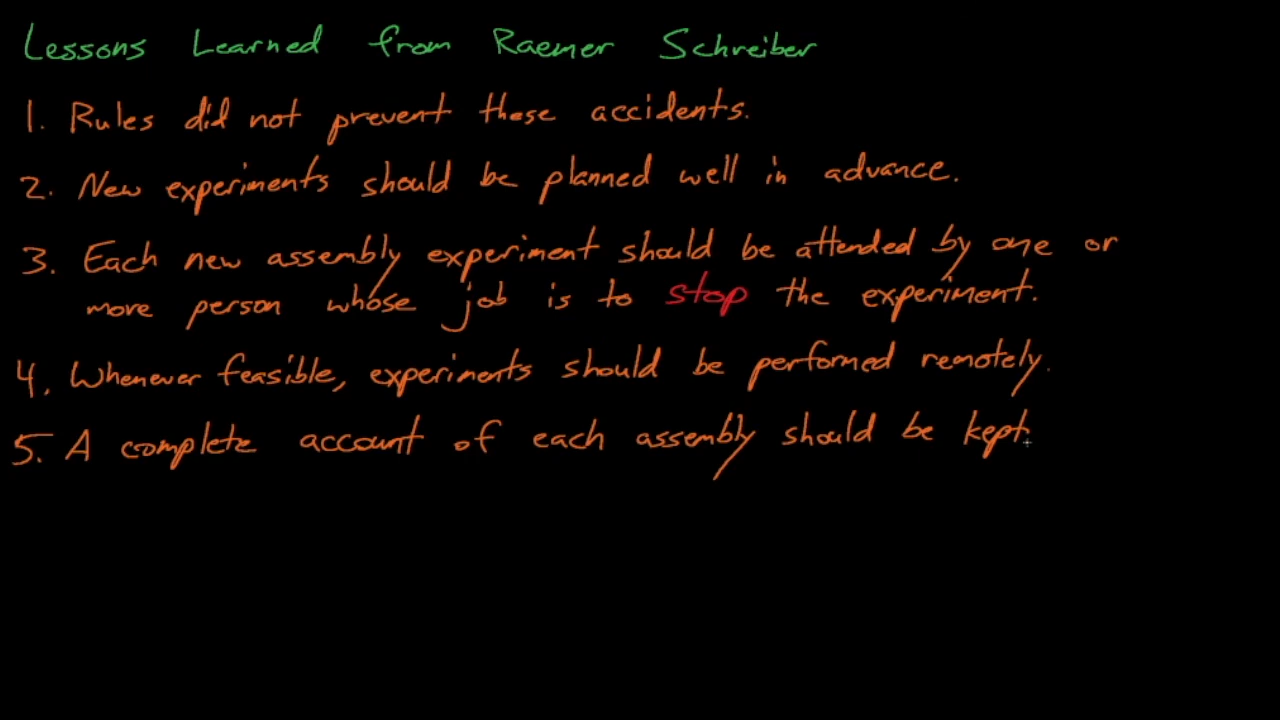 Lessons Learned from Raemer Schreiber
1. Rules did not prevent these accidents.
2. New experiments should be planned well in advance.
3. Each new assembly experiment should be attended by one or
more person whose job is to stop the experiment.
4. Whenever feasible, experiments should be performed remotely.
5. A complete account of each assembly should be kept.